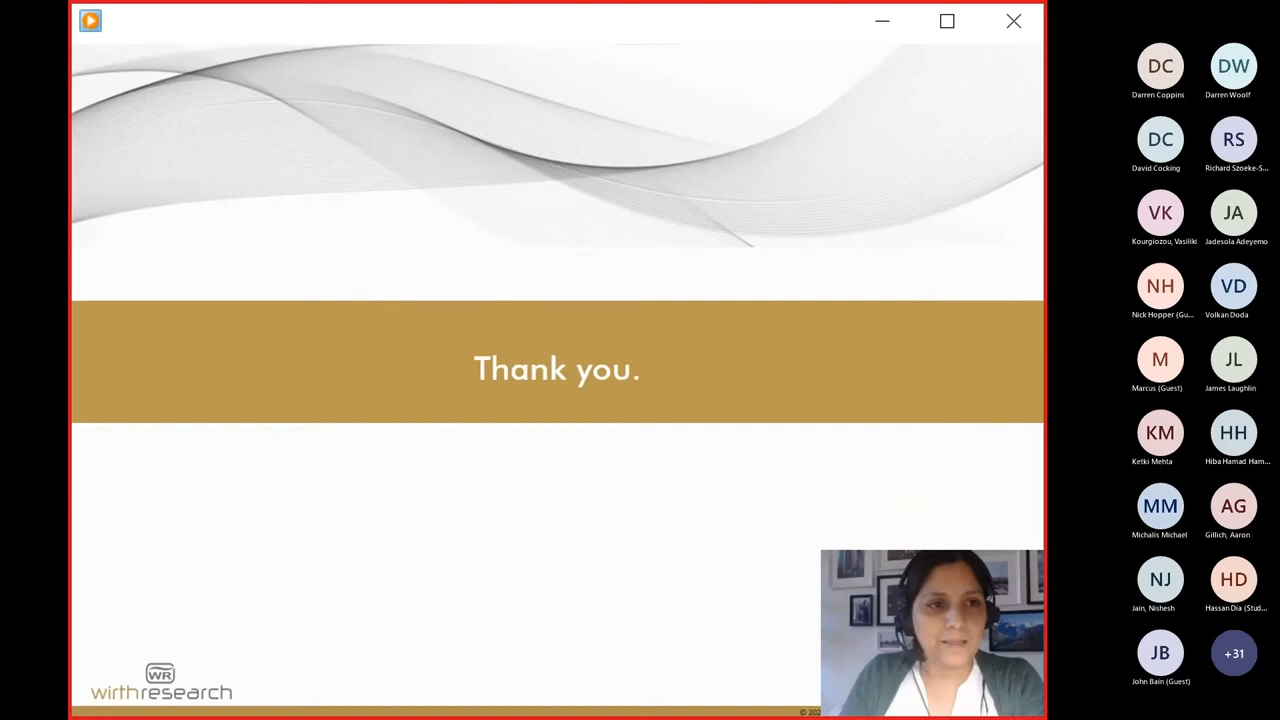 Thank you.
WR
wirthresearch
© 202
DC
DW
Darren Coppins
Darren Woolf
DC
RS
David Cocking
Richard Szoeke-S...
VK
JA
Kourgiozou, Vasiliki
Jadesola Adeyemo
NH
VD
Nick Hopper (Gu...
Volkan Doda
M
JL
Marcus (Guest)
James Laughlin
KM
HH
Ketki Mehta
Hiba Hamad Ham...
MM
AG
Michalis Michael
Gillich, Aaron
NJ
HD
Jain, Nishesh
Hassan Dia (Stud...
JB
+31
John Bain (Guest)